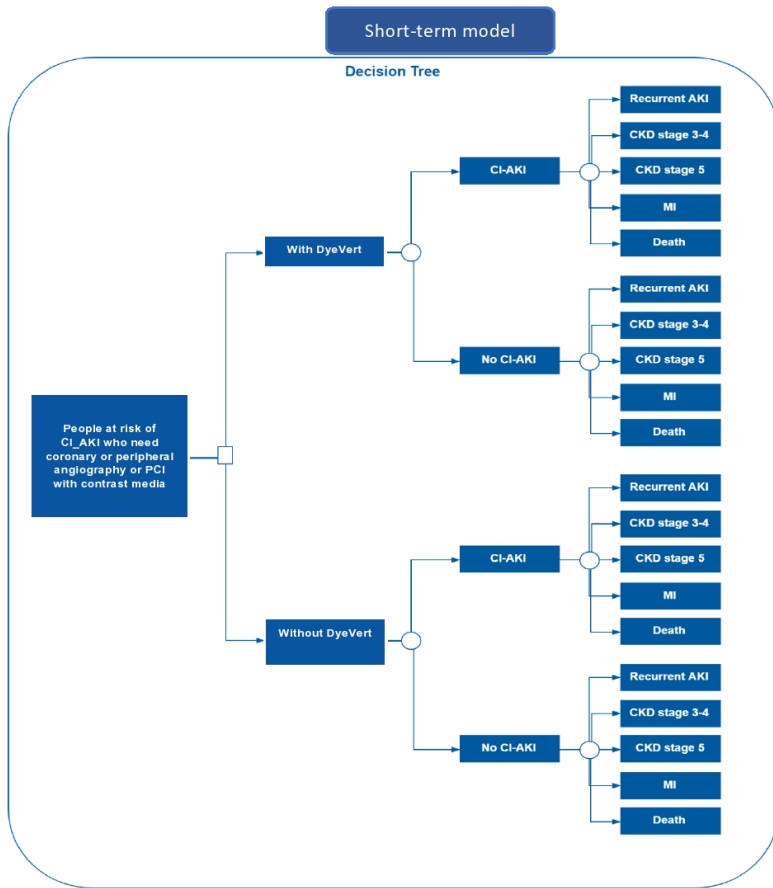 Short-term model
Decision Tree
Recurrent AKI
CKD stage 3-4
CI-AKI
CKD stage 5
MI
With DyeVert
Death
Recurrent AKI
CKD stage 3-4
No CI-AKI
CKD stage 5
MI
Death
People at risk of
CI_AKI who need
coronary or peripheral
angiography or PCI
with contrast media
Recurrent AKI
CKD stage 3-4
CI-AKI
CKD stage 5
MI
Without DyeVert
Death
Recurrent AKI
CKD stage 3-4
No CI-AKI
CKD stage 5
MI
Death